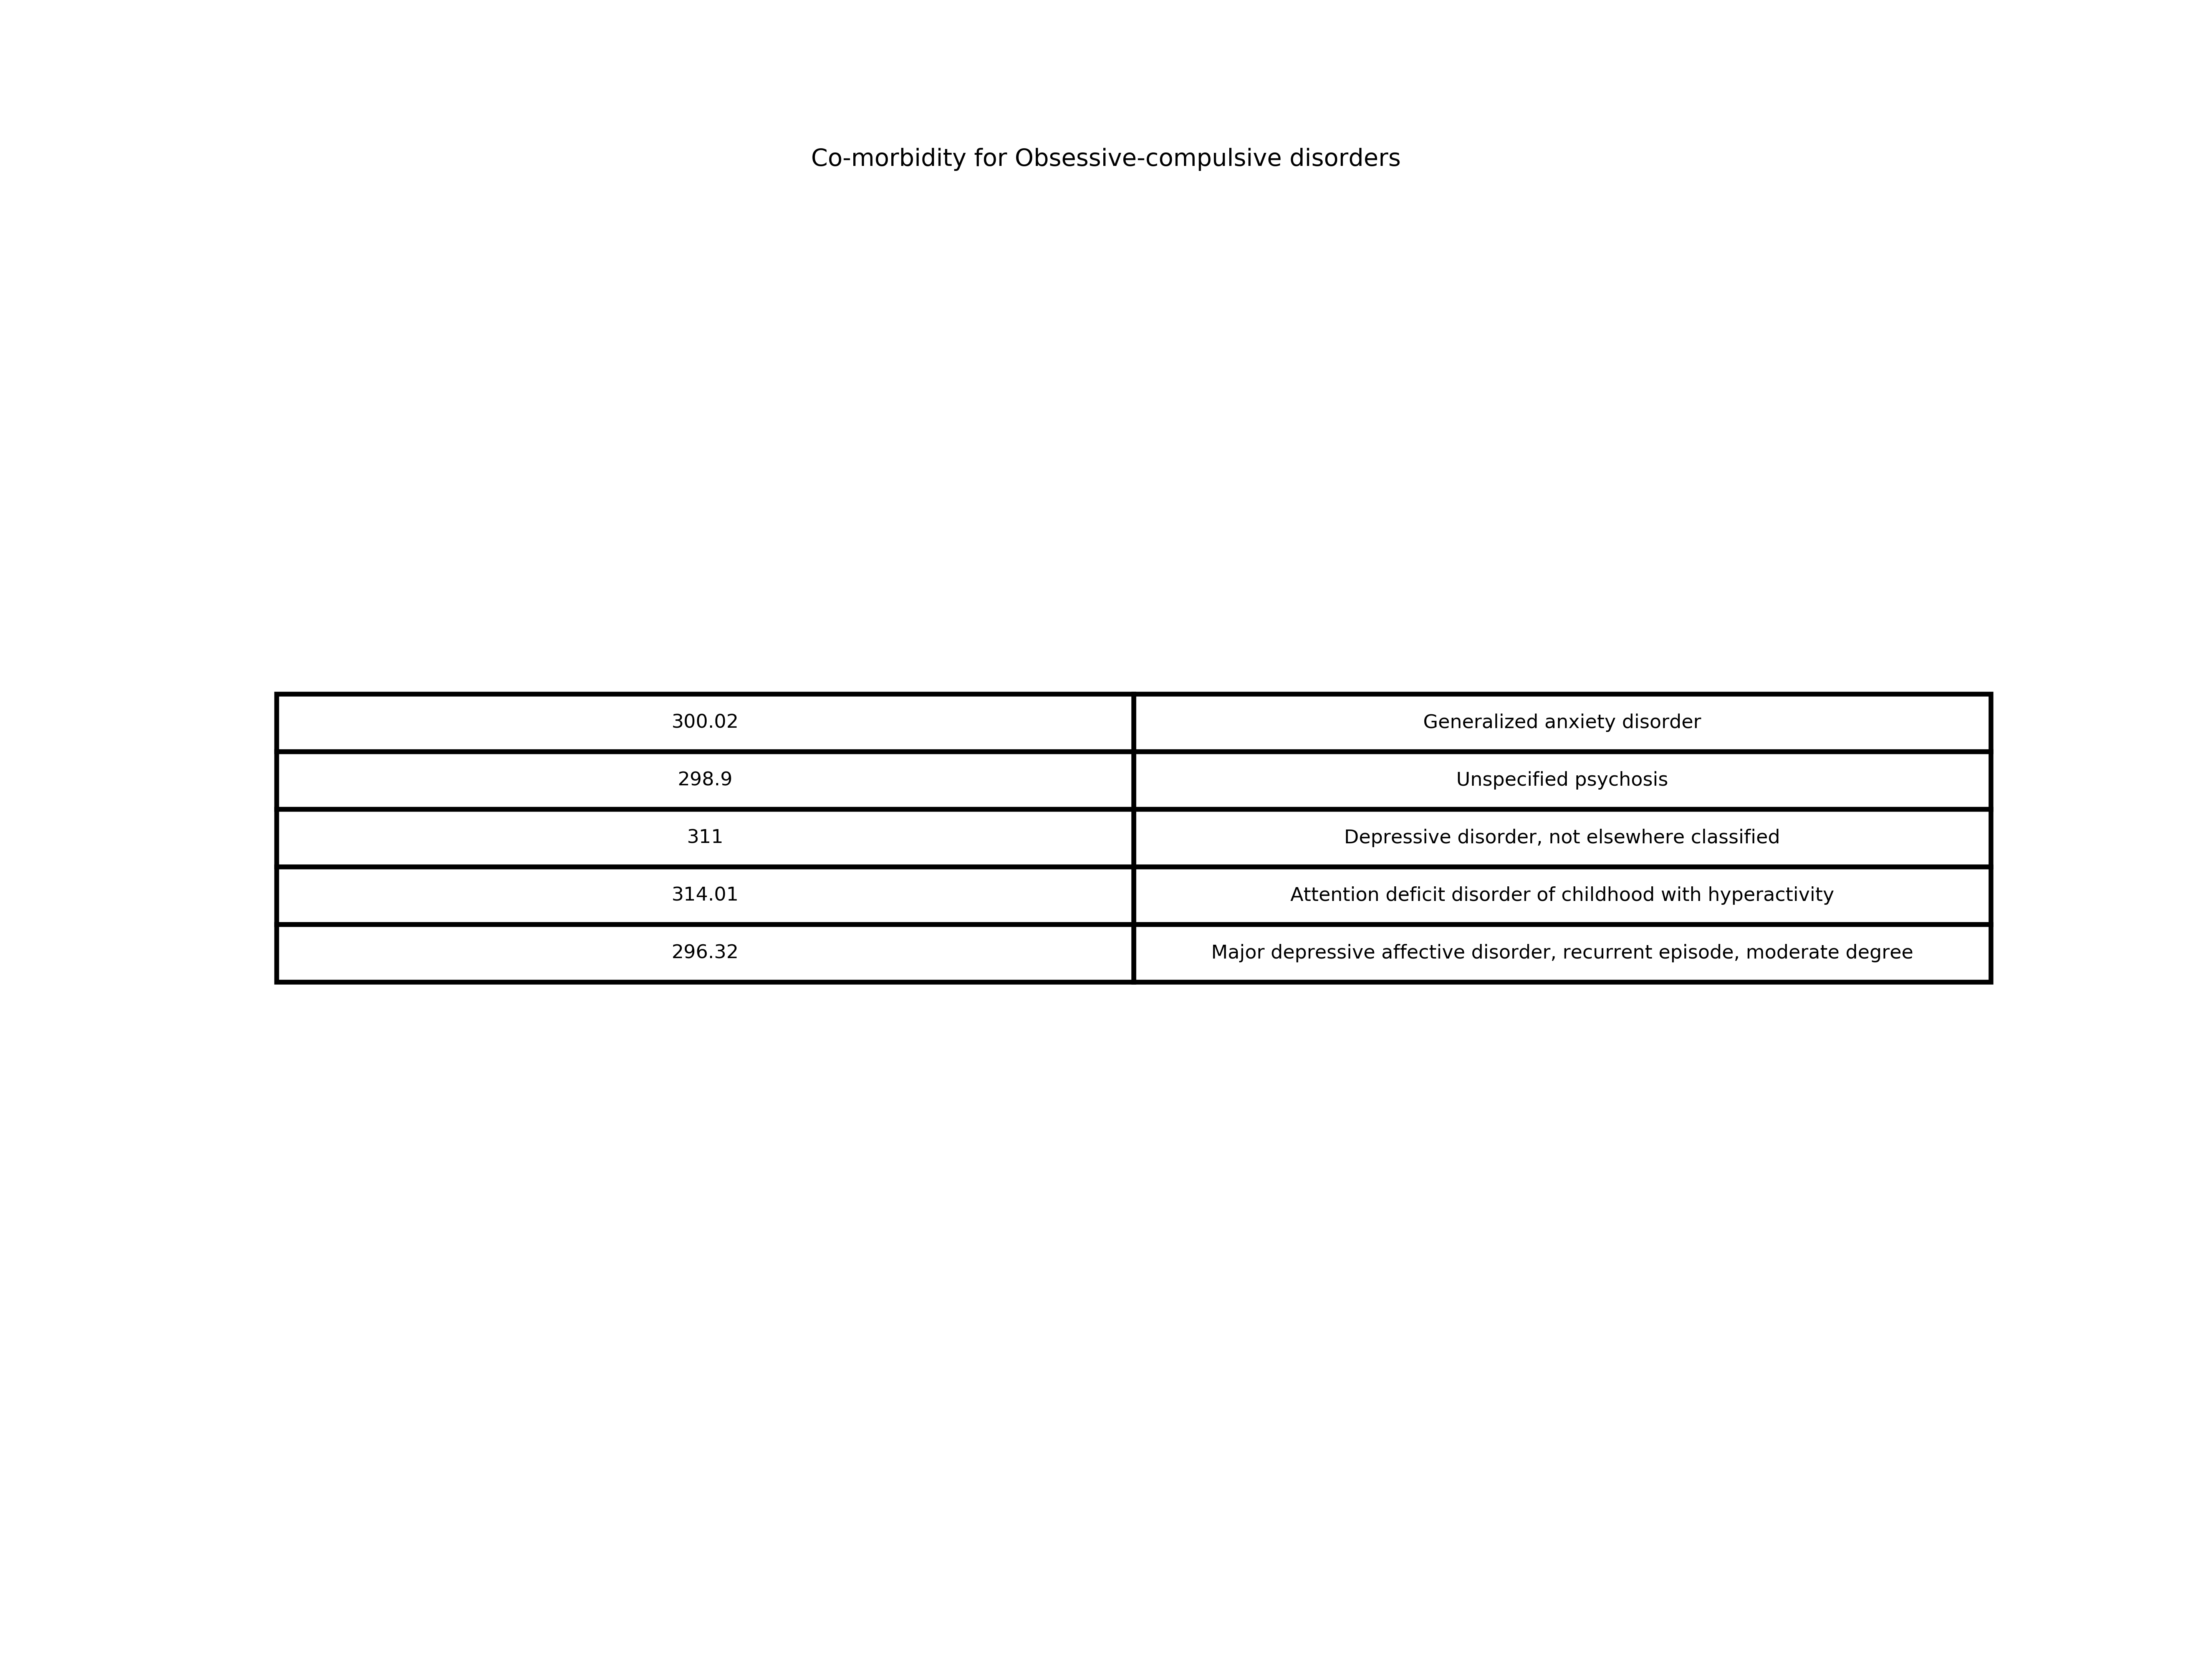 Co-morbidity for Obsessive-compulsive disorders
300.02 Generalized anxiety disorder
298.9 Unspecified psychosis
311 Depressive disorder, not elsewhere classified
314.01 Attention deficit disorder of childhood with hyperactivity
296.32 Major depressive affective disorder, recurrent episode, moderate degree